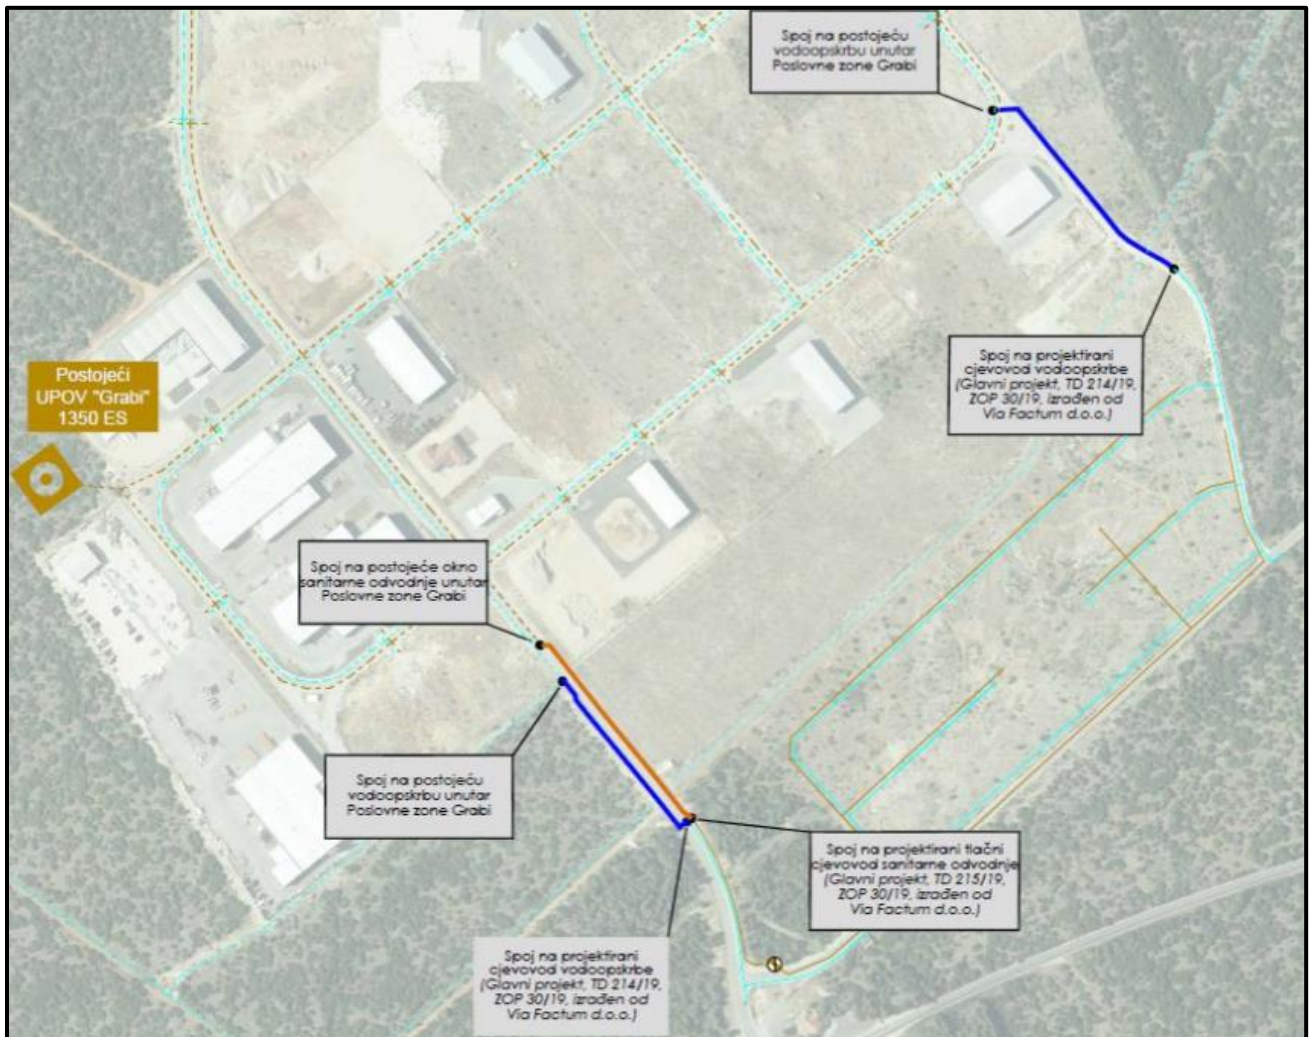 Spoj na postojeću
vodoopskrbu unutar
Poslovne zone Grabi
Spoj na projektirani
cjevovod vodoopskrbe
(Glavni projekt, TD 214/19,
ZOP 30/19, izrađen od
Via Factum d.o.o.)
Postojeći
UPOV "Grabi"
1350 ES
Spoj na postojeće okno
sanitarne odvodnje unutar
Poslovne zone Grabi
Spoj na postojeću
vodoopskrbu unutar
Poslovne zone Grabi
Spoj na projektirani tlačni
cjevovod sanitarne odvodnje
(Glavni projekt, TD 215/19,
ZOP 30/19, izrađen od
Via Factum d.o.o.)
Spoj na projektirani
cjevovod vodoopskrbe
(Glavni projekt, TD 214/19,
ZOP 30/19, izrađen od
Via Factum d.o.o.)